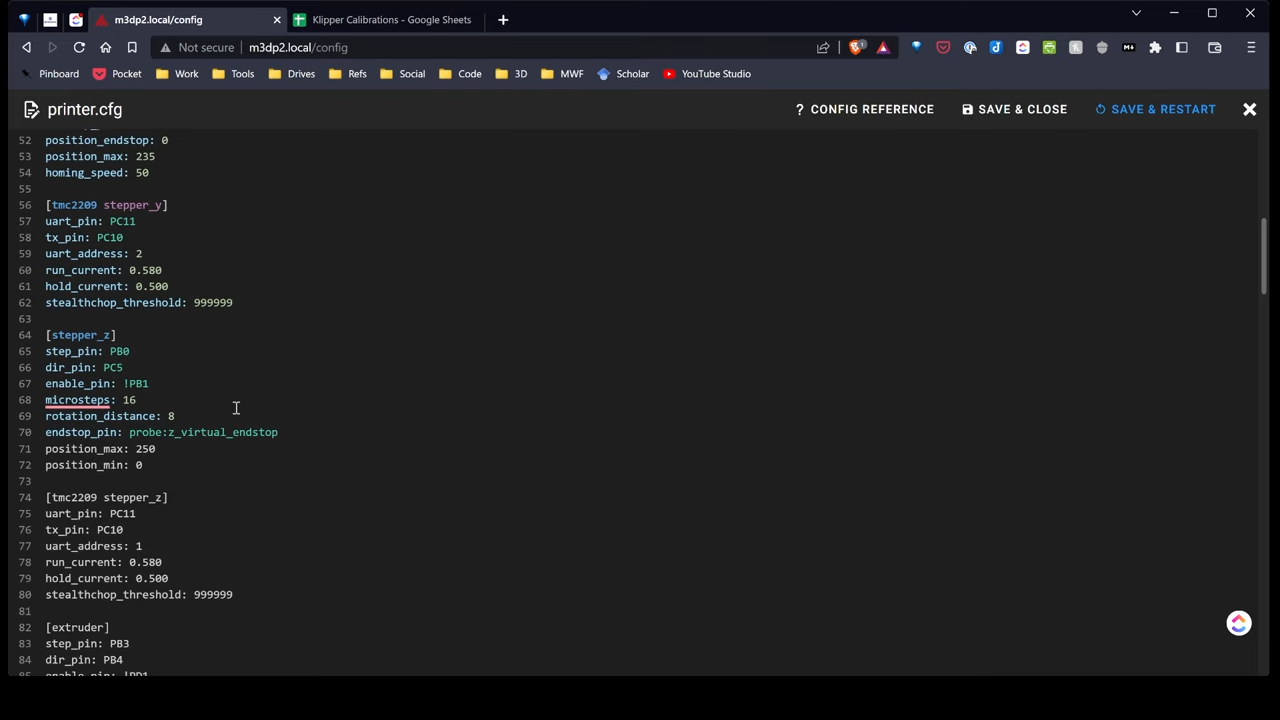 m3dp2.local/config
Klipper Calibrations - Google Sheets
Not secure
m3dp2.local/config
1
Pinboard
Pocket
Work
Tools
Drives
Refs
Social
Code
3D
MWF
Scholar
YouTube Studio
printer.cfg
? CONFIG REFERENCE
SAVE & CLOSE
SAVE & RESTART
52 position_endstop: 0
53 position_max: 235
54 homing_speed: 50
55
56 [tmc2209 stepper_y]
57 uart_pin: PC11
58 tx_pin: PC10
59 uart_address: 2
60 run_current: 0.580
61 hold_current: 0.500
62 stealthchop_threshold: 999999
63
64 [stepper_z]
65 step_pin: PB0
66 dir_pin: PC5
67 enable_pin: !PB1
68 microsteps: 16
69 rotation_distance: 8
70 endstop_pin: probe:z_virtual_endstop
71 position_max: 250
72 position_min: 0
73
74 [tmc2209 stepper_z]
75 uart_pin: PC11
76 tx_pin: PC10
77 uart_address: 1
78 run_current: 0.580
79 hold_current: 0.500
80 stealthchop_threshold: 999999
81
82 [extruder]
83 step_pin: PB3
84 dir_pin: PB4
85 enable_pin: !PD1